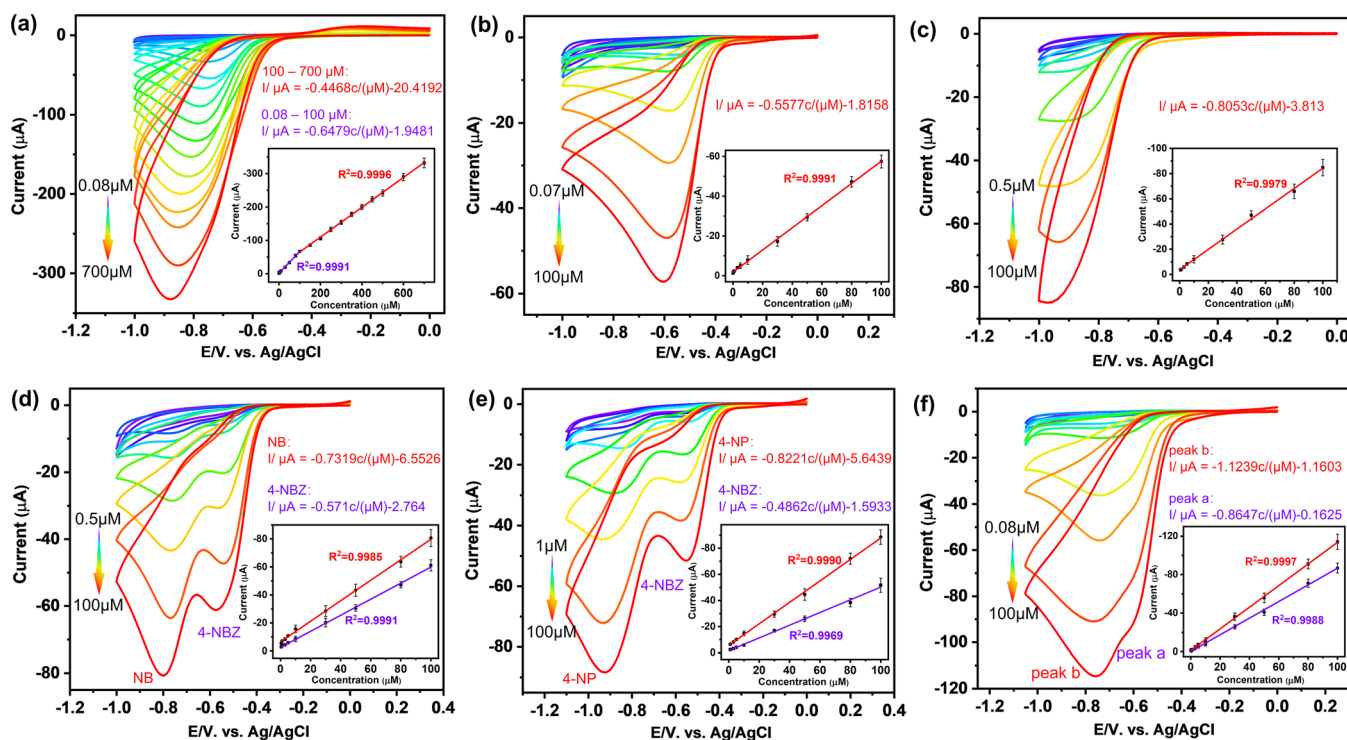 (a)
100 – 700 µM:
I/ µA = -0.4468c/(µM)-20.4192
0.08 – 100 µM:
I/ µA = -0.6479c/(µM)-1.9481
0.08µM
700µM
R²=0.9996
R²=0.9991
Current (µA)
-300
-200
-100
0
0 200 400 600
Concentration (µM)
Current (µA)
0
-100
-200
-300
-1.2 -1.0 -0.8 -0.6 -0.4 -0.2 0.0
E/V. vs. Ag/AgCl
(b)
I/ µA = -0.5577c/(µM)-1.8158
0.07µM
100µM
R²=0.9991
Current (µA)
-60
-40
-20
0
0 20 40 60 80 100
Concentration (µM)
Current (µA)
0
-20
-40
-60
-1.2 -1.0 -0.8 -0.6 -0.4 -0.2 0.0 0.2
E/V. vs. Ag/AgCl
(c)
I/ µA = -0.8053c/(µM)-3.813
0.5µM
100µM
R²=0.9979
Current (µA)
-100
-80
-60
-40
-20
0
0 20 40 60 80 100
Concentration (µM)
Current (µA)
0
-20
-40
-60
-80
-1.2 -1.0 -0.8 -0.6 -0.4 -0.2 0.0
E/V. vs. Ag/AgCl
(d)
NB:
I/ µA = -0.7319c/(µM)-6.5526
4-NBZ:
I/ µA = -0.571c/(µM)-2.764
0.5µM
100µM
4-NBZ
NB
R²=0.9985
R²=0.9991
Current (µA)
-80
-60
-40
-20
0
0 20 40 60 80 100
Concentration (µM)
Current (µA)
0
-20
-40
-60
-80
-1.2 -1.0 -0.8 -0.6 -0.4 -0.2 0.0 0.2 0.4
E/V vs. Ag/AgCl
(e)
4-NP:
I/ µA = -0.8221c/(µM)-5.6439
4-NBZ:
I/ µA = -0.4862c/(µM)-1.5933
1µM
100µM
4-NBZ
4-NP
R²=0.9990
R²=0.9969
Current (µA)
-80
-40
0
0 20 40 60 80 100
Concentration (µM)
Current (µA)
0
-20
-40
-60
-80
-1.2 -1.0 -0.8 -0.6 -0.4 -0.2 0.0 0.2 0.4
E/V vs. Ag/AgCl
(f)
peak b:
I/ µA = -1.1239c/(µM)-1.1603
peak a:
I/ µA = -0.8647c/(µM)-0.1625
0.08µM
100µM
peak a
peak b
R²=0.9997
R²=0.9988
Current (µA)
-120
-80
-40
0
0 20 40 60 80 100
Concentration (µM)
Current (µA)
0
-20
-40
-60
-80
-100
-120
-1.2 -1.0 -0.8 -0.6 -0.4 -0.2 0.0 0.2
E/V vs. Ag/AgCl